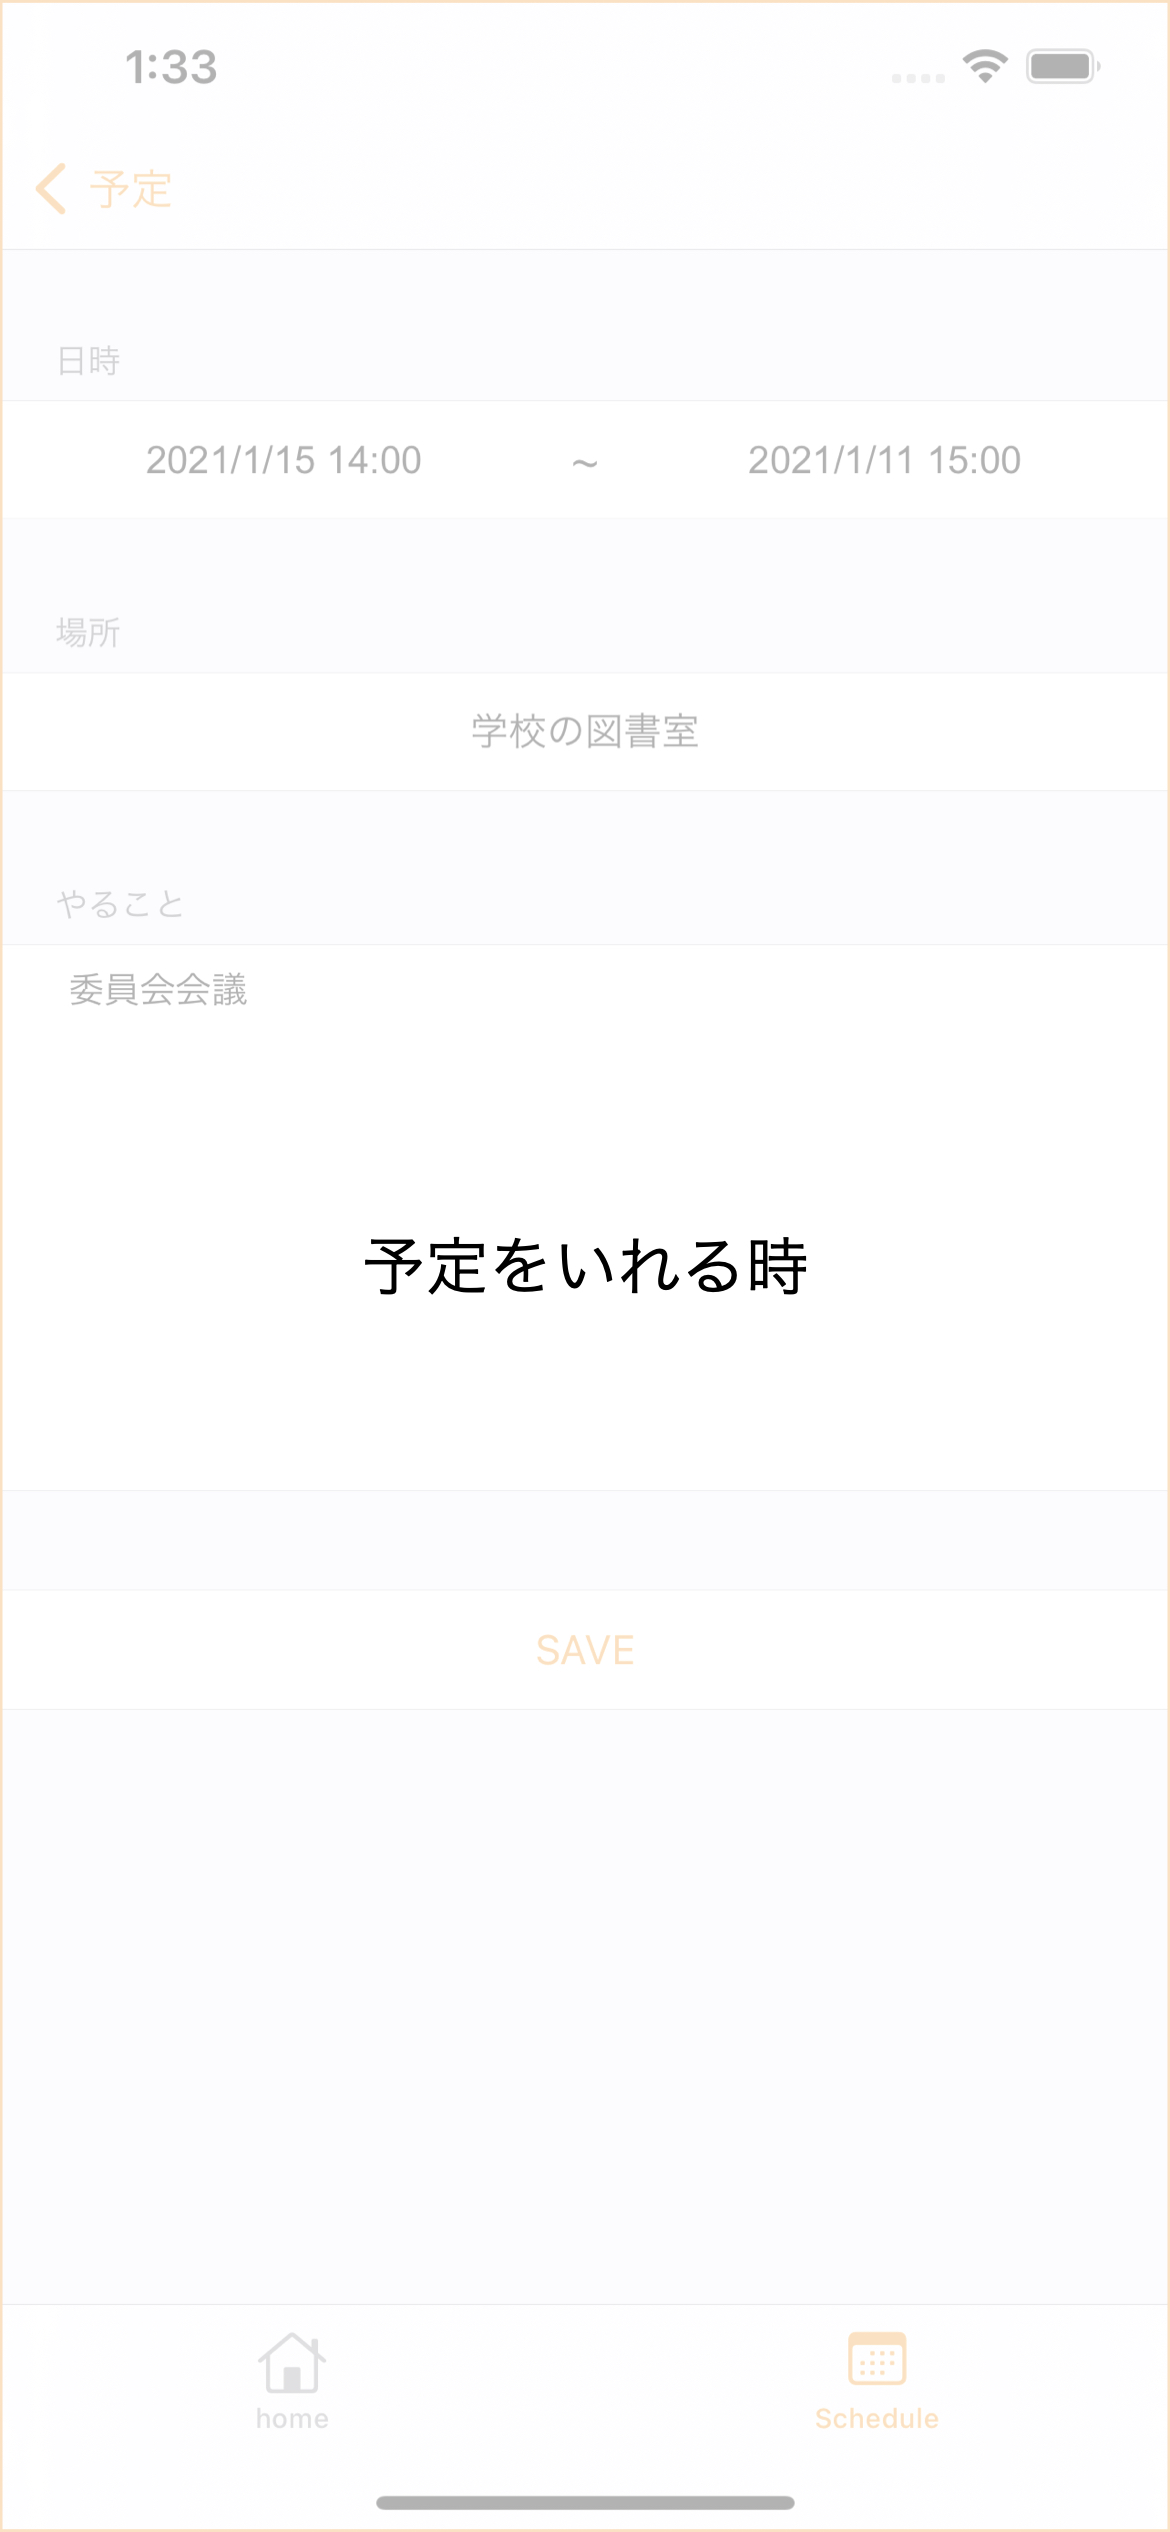 1:33
予定
日時
2021/1/15 14:00 ~ 2021/1/11 15:00
場所
学校の図書室
やること
委員会会議
予定をいれる時
SAVE
home Schedule